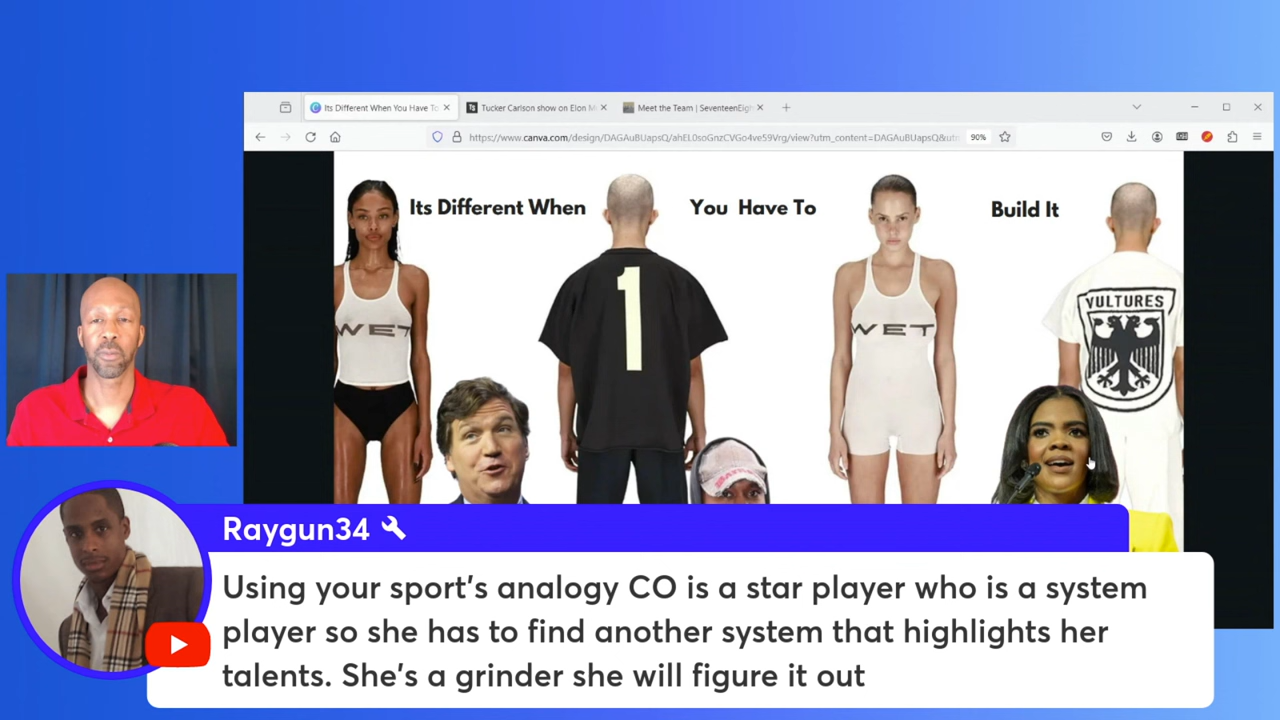 Its Different When You Have To
Tucker Carlson show on Elon M
Meet the Team | SeventeenEigh
https://www.canva.com/design/DAGAuBUapsQ/ahEL0soGnzCVGo4ve59Vrg/view?utm_content=DAGAuBUapsQ&utn
90%
Its Different When
You Have To
Build It
WET
1
WET
VULTURES
Raygun34
Using your sport's analogy CO is a star player who is a system
player so she has to find another system that highlights her
talents. She's a grinder she will figure it out